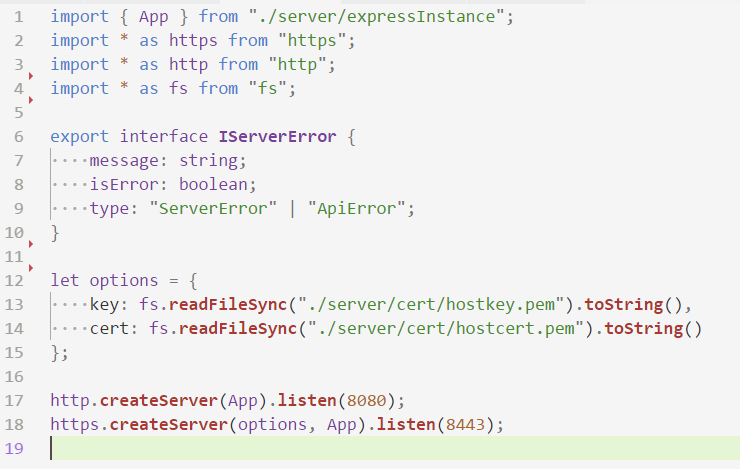 1 import { App } from "./server/expressInstance";
2 import * as https from "https";
3 import * as http from "http";
4 import * as fs from "fs";
5
6 export interface IServerError {
7 ····message: string;
8 ····isError: boolean;
9 ····type: "ServerError" | "ApiError";
10 }
11
12 let options = {
13 ····key: fs.readFileSync("./server/cert/hostkey.pem").toString(),
14 ····cert: fs.readFileSync("./server/cert/hostcert.pem").toString()
15 };
16
17 http.createServer(App).listen(8080);
18 https.createServer(options, App).listen(8443);
19